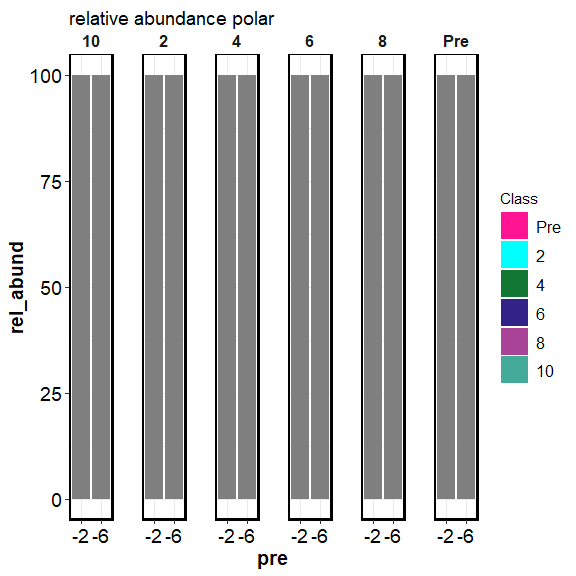 relative abundance polar
10 2 4 6 8 Pre
100
75
50
25
0
rel_abund
-2 -6 -2 -6 -2 -6 -2 -6 -2 -6 -2 -6
pre
Class
Pre
2
4
6
8
10